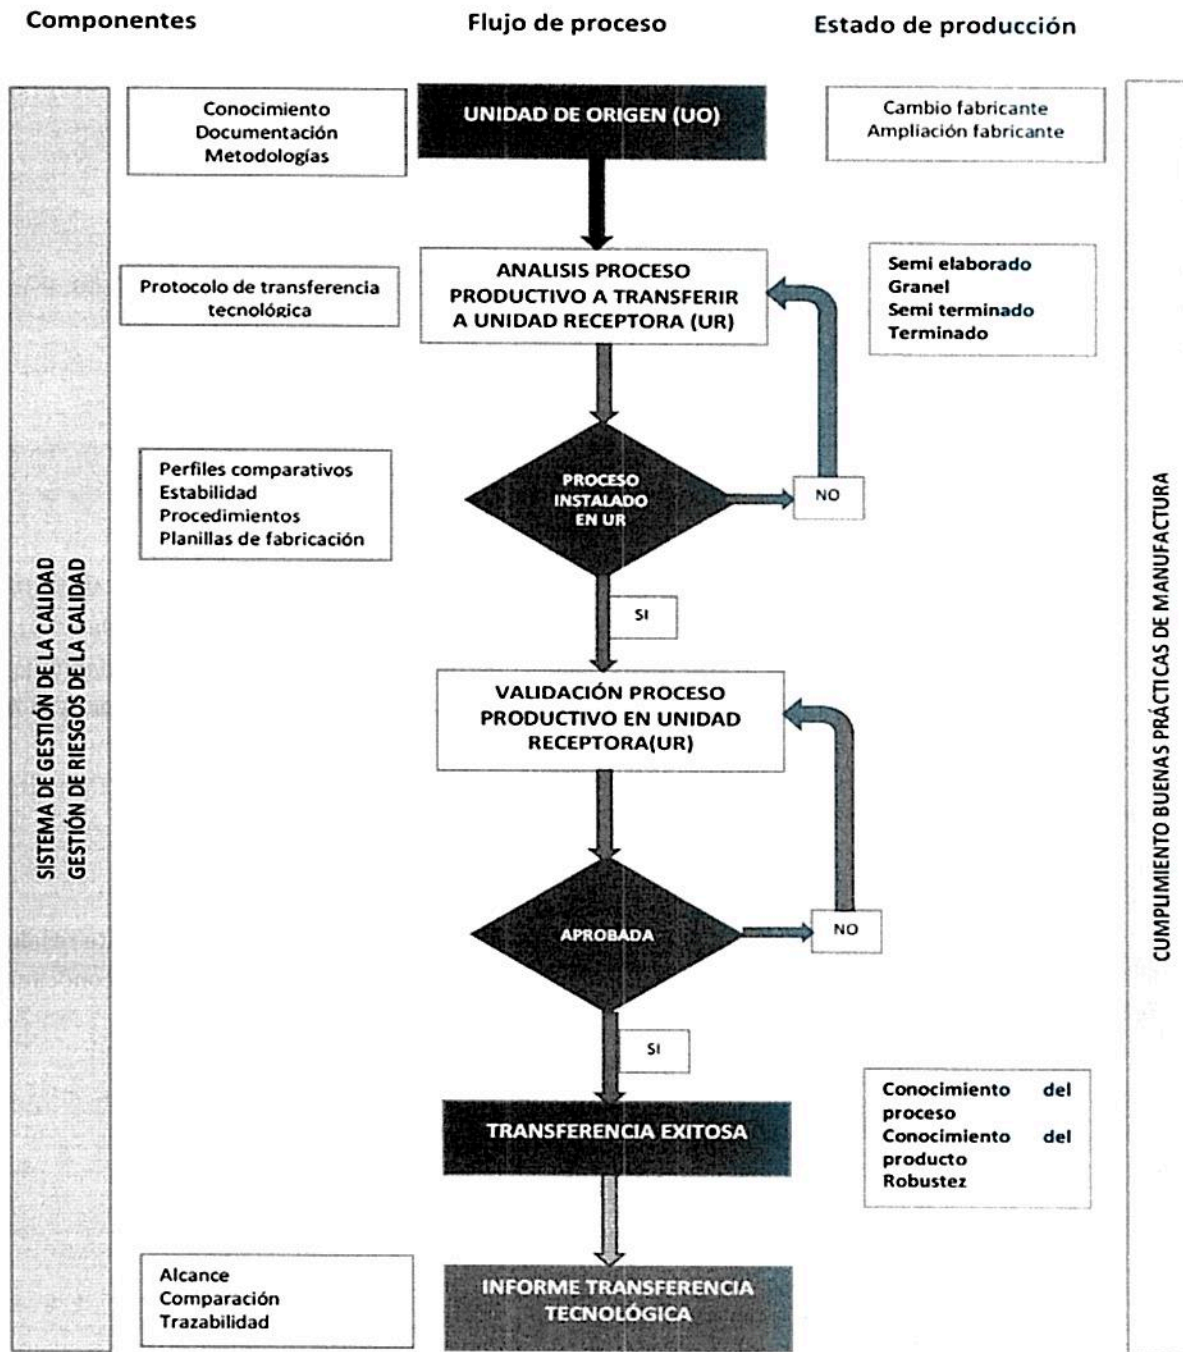 Componentes
Flujo de proceso
Estado de producción
Conocimiento
Documentación
Metodologías
UNIDAD DE ORIGEN (UO)
Cambio fabricante
Ampliación fabricante
Protocolo de transferencia
tecnológica
ANALISIS PROCESO
PRODUCTIVO A TRANSFERIR
A UNIDAD RECEPTORA (UR)
Semi elaborado
Granel
Semi terminado
Terminado
Perfiles comparativos
Estabilidad
Procedimientos
Planillas de fabricación
PROCESO
INSTALADO
EN UR
NO
SI
SISTEMA DE GESTIÓN DE LA CALIDAD
GESTIÓN DE RIESGOS DE LA CALIDAD
CUMPLIMIENTO BUENAS PRÁCTICAS DE MANUFACTURA
VALIDACIÓN PROCESO
PRODUCTIVO EN UNIDAD
RECEPTORA(UR)
APROBADA
NO
SI
TRANSFERENCIA EXITOSA
Conocimiento del
proceso
Conocimiento del
producto
Robustez
Alcance
Comparación
Trazabilidad
INFORME TRANSFERENCIA
TECNOLÓGICA